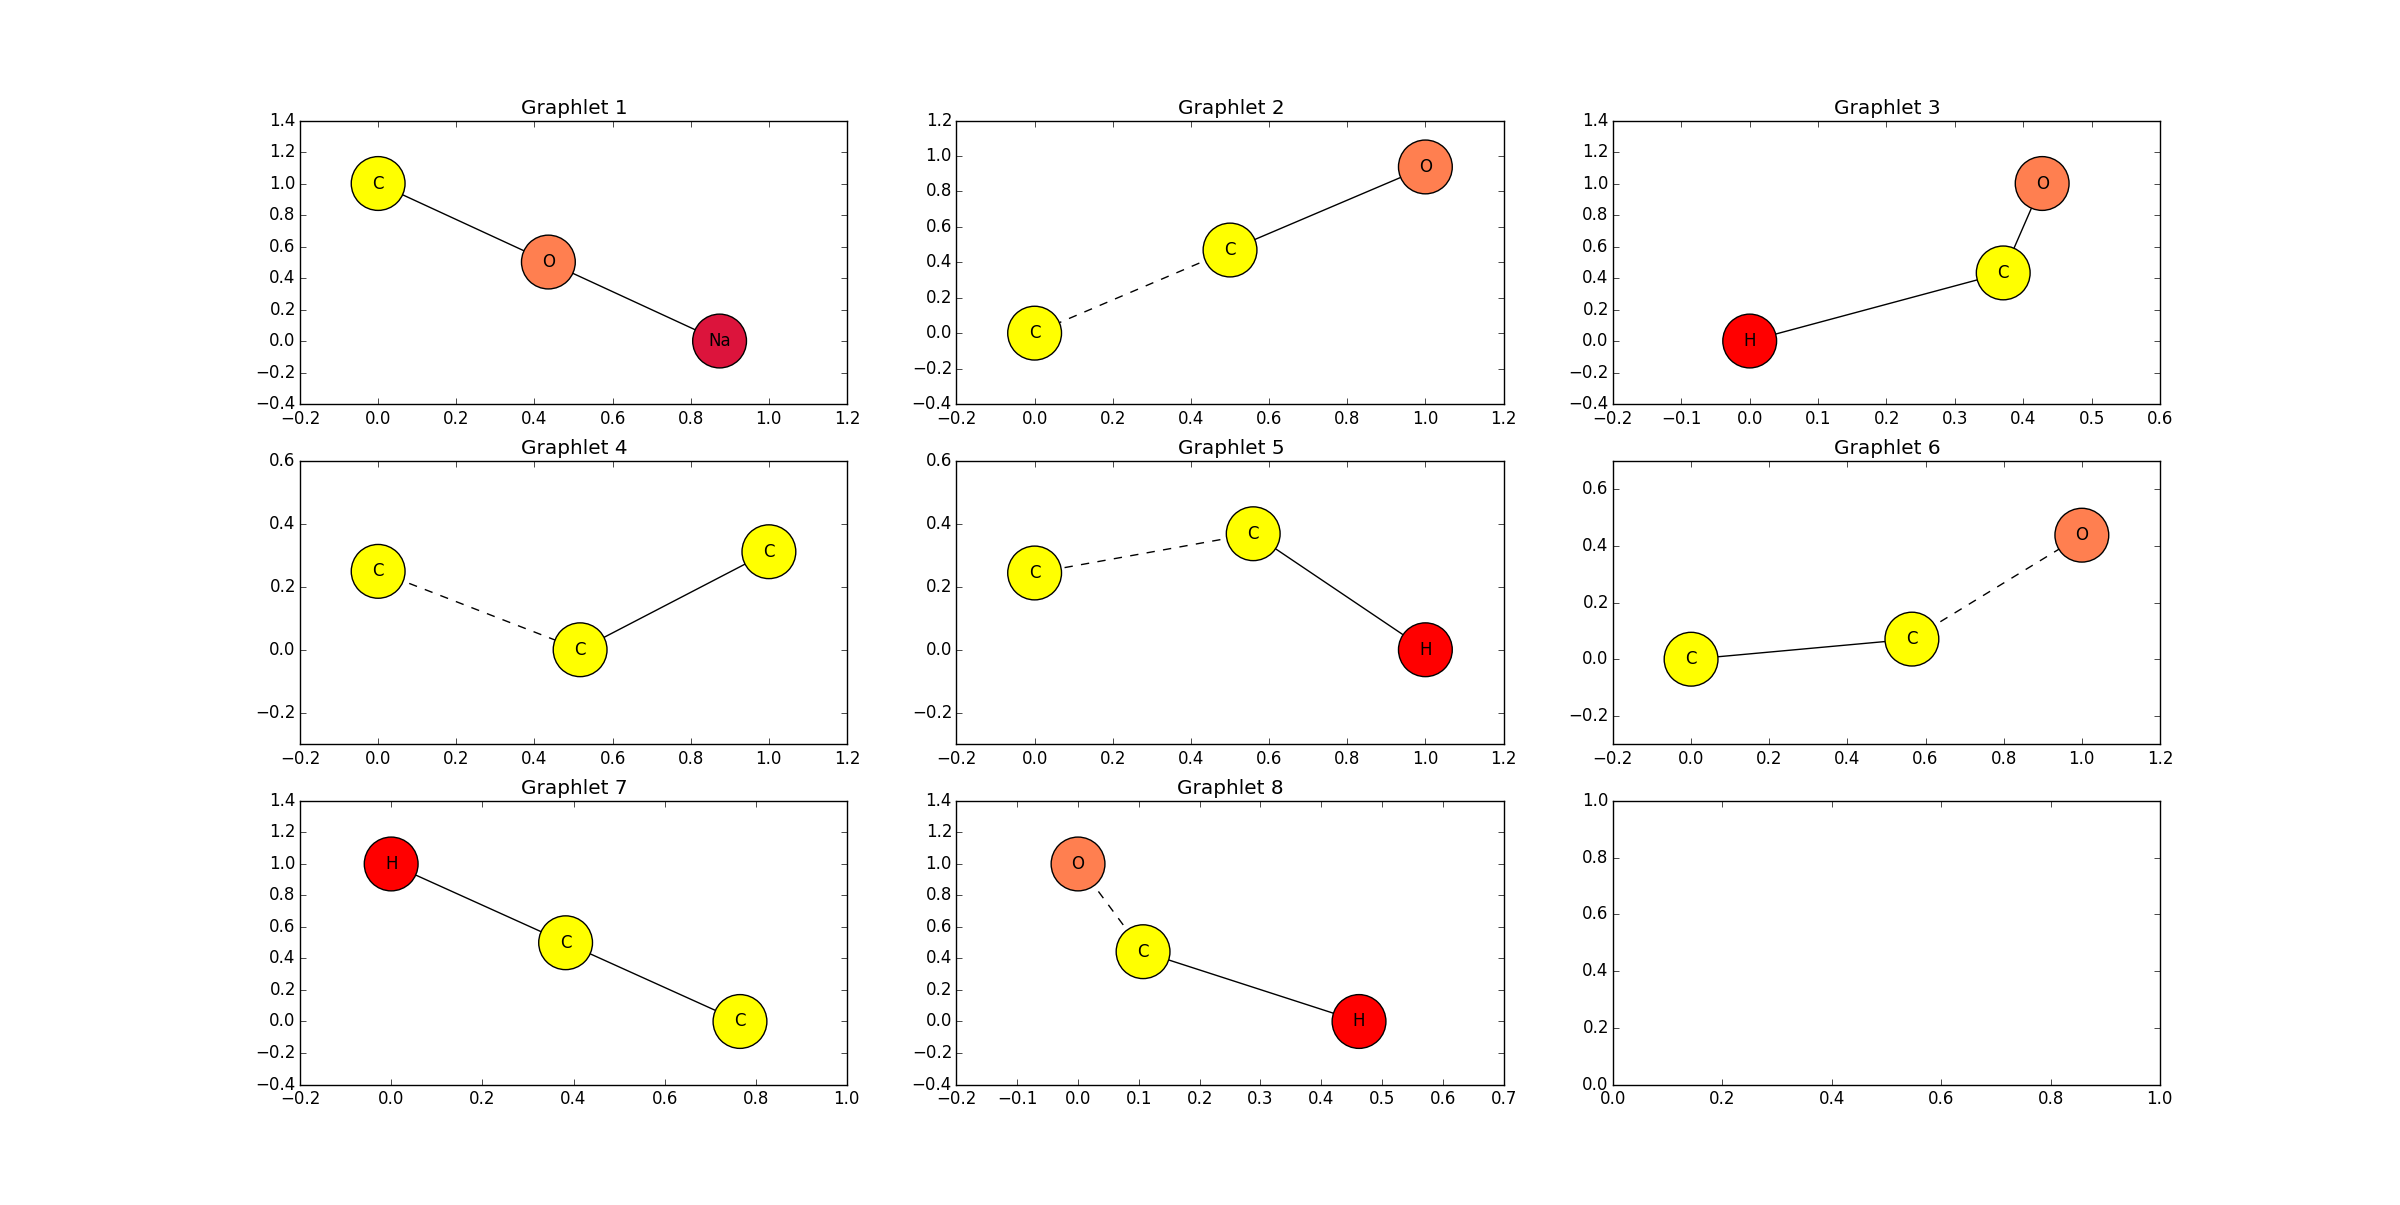 Graphlet 1 Graphlet 2 Graphlet 3
1.4 1.2 1.4
1.2 1.0 1.2
1.0 0.8 1.0
0.8 0.6 0.8
0.6 0.4 0.6
0.4 0.2 0.4
0.2 0.0 0.2
0.0 −0.2 0.0
−0.2 −0.4 −0.2
−0.4 −0.4
C O Na
C C O
H C O
−0.2 0.0 0.2 0.4 0.6 0.8 1.0 1.2
−0.2 0.0 0.2 0.4 0.6 0.8 1.0 1.2
−0.2 −0.1 0.0 0.1 0.2 0.3 0.4 0.5 0.6
Graphlet 4 Graphlet 5 Graphlet 6
0.6 0.6 0.6
0.4 0.4 0.4
0.2 0.2 0.2
0.0 0.0 0.0
−0.2 −0.2 −0.2
C C C
C C H
C C O
−0.2 0.0 0.2 0.4 0.6 0.8 1.0 1.2
−0.2 0.0 0.2 0.4 0.6 0.8 1.0 1.2
−0.2 0.0 0.2 0.4 0.6 0.8 1.0 1.2
Graphlet 7 Graphlet 8
1.4 1.4 1.0
1.2 1.2 0.8
1.0 1.0 0.6
0.8 0.8 0.4
0.6 0.6 0.2
0.4 0.4 0.0
0.2 0.2
0.0 0.0
−0.2 −0.2
−0.4 −0.4
H C C
O C H
−0.2 0.0 0.2 0.4 0.6 0.8 1.0
−0.2 −0.1 0.0 0.1 0.2 0.3 0.4 0.5 0.6 0.7
0.0 0.2 0.4 0.6 0.8 1.0